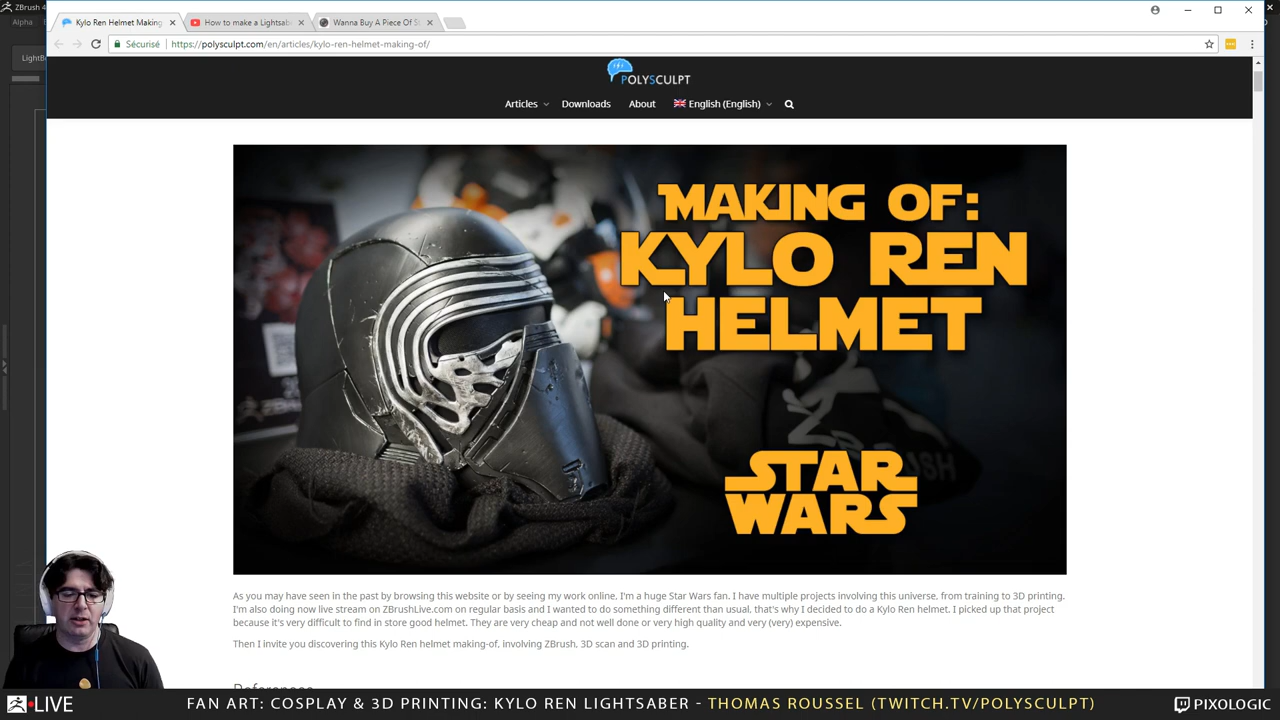 ZBrush 4
Kylo Ren Helmet Making
How to make a Lightsab
Wanna Buy A Piece Of St
Alpha
Sécurisé
https://polysculpt.com/en/articles/kylo-ren-helmet-making-of/
POLYSCULPT
Articles
Downloads
About
English (English)
MAKING OF:
KYLO REN
HELMET
STAR
WARS
As you may have seen in the past by browsing this website or by seeing my work online, I'm a huge Star Wars fan. I have multiple projects involving this universe, from training to 3D printing.
I'm also doing now live stream on ZBrushLive.com on regular basis and I wanted to do something different than usual, that's why I decided to do a Kylo Ren helmet. I picked up that project
because it's very difficult to find in store good helmet. They are very cheap and not well done or very high quality and very (very) expensive.
Then I invite you discovering this Kylo Ren helmet making-of, involving ZBrush, 3D scan and 3D printing.
References
LIVE
FAN ART: COSPLAY & 3D PRINTING: KYLO REN LIGHTSABER - THOMAS ROUSSEL (TWITCH.TV/POLYSCULPT)
PIXOLOGIC